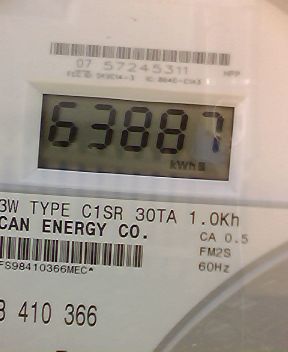 07 57245311
63887
kWh
3W TYPE C1SR 30TA 1.0Kh
CAN ENERGY CO.
CA 0.5
FM2S
60Hz
FS98410366MEC*
410 366